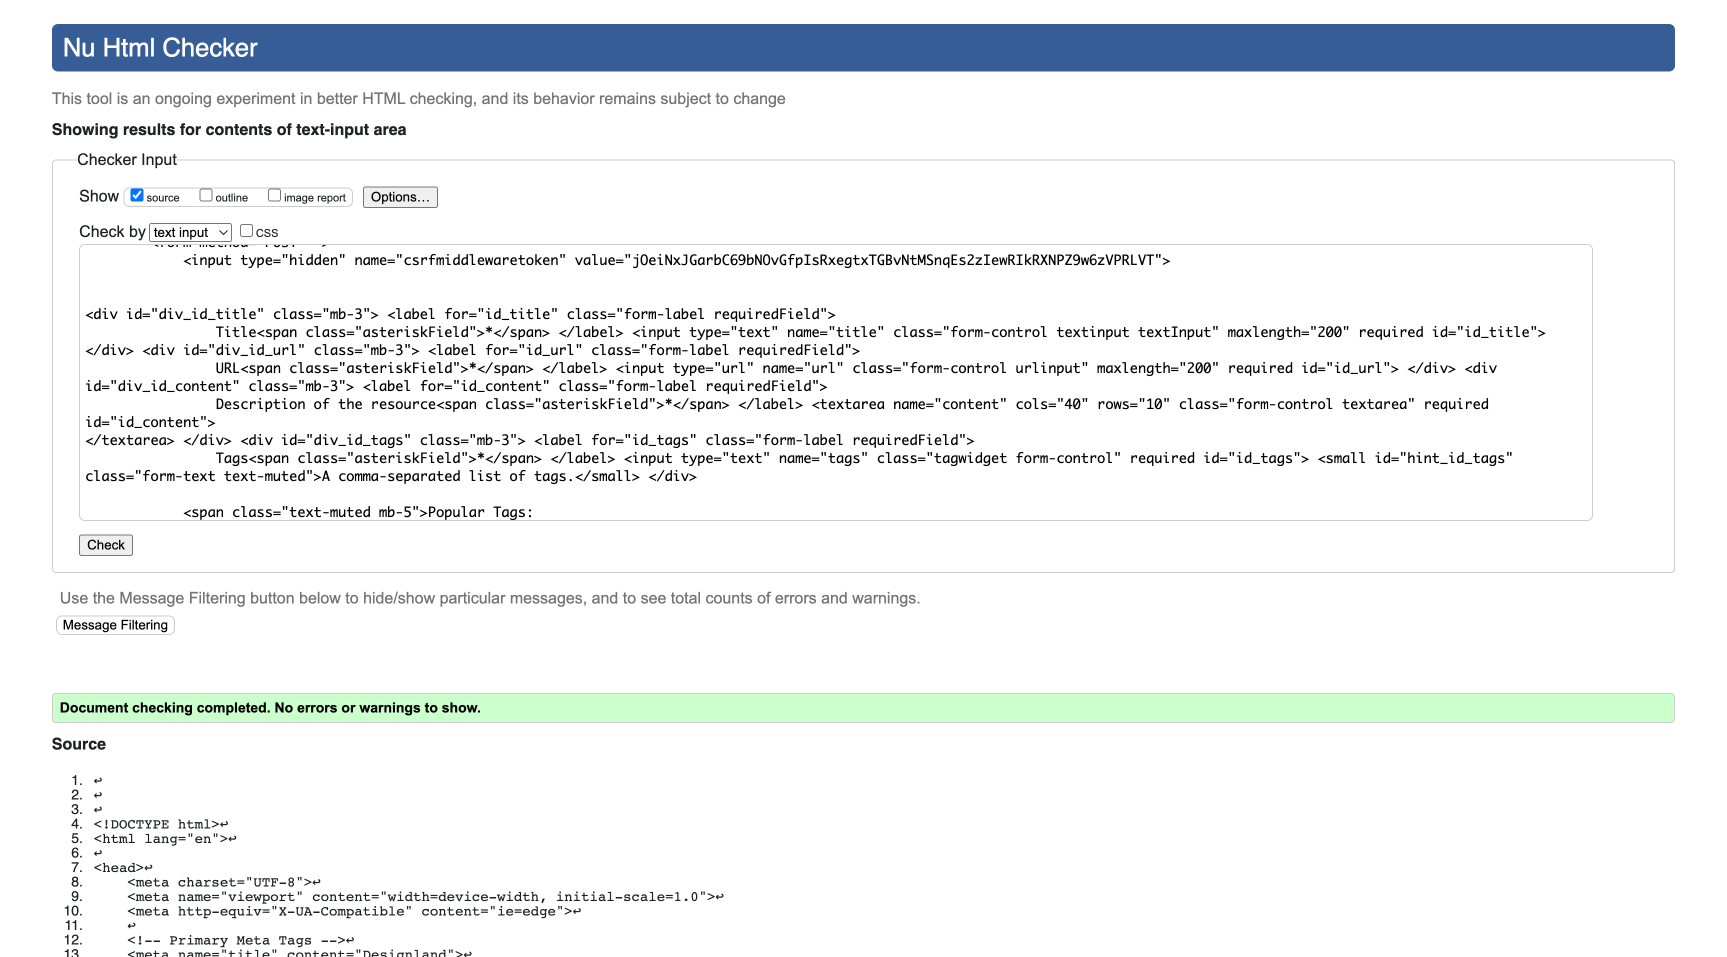 Nu Html Checker
This tool is an ongoing experiment in better HTML checking, and its behavior remains subject to change
Showing results for contents of text-input area
Checker Input
Show source outline image report Options...
Check by text input css
<form method="POST">
<input type="hidden" name="csrfmiddlewaretoken" value="jOeiNxJGarbC69bNOvGfpIsRxegtxTGBvNtMSnqEs2zIewRIkRXNPZ9w6zVPRLVT">
<div id="div_id_title" class="mb-3"> <label for="id_title" class="form-label requiredField">
Title<span class="asteriskField">*</span> </label> <input type="text" name="title" class="form-control textinput textInput" maxlength="200" required id="id_title">
</div> <div id="div_id_url" class="mb-3"> <label for="id_url" class="form-label requiredField">
URL<span class="asteriskField">*</span> </label> <input type="url" name="url" class="form-control urlinput" maxlength="200" required id="id_url"> </div> <div
id="div_id_content" class="mb-3"> <label for="id_content" class="form-label requiredField">
Description of the resource<span class="asteriskField">*</span> </label> <textarea name="content" cols="40" rows="10" class="form-control textarea" required
id="id_content">
</textarea> </div> <div id="div_id_tags" class="mb-3"> <label for="id_tags" class="form-label requiredField">
Tags<span class="asteriskField">*</span> </label> <input type="text" name="tags" class="tagwidget form-control" required id="id_tags"> <small id="hint_id_tags"
class="form-text text-muted">A comma-separated list of tags.</small> </div>
<span class="text-muted mb-5">Popular Tags:
Check
Use the Message Filtering button below to hide/show particular messages, and to see total counts of errors and warnings.
Message Filtering
Document checking completed. No errors or warnings to show.
Source
1. ↩
2. ↩
3. ↩
4. <!DOCTYPE html>↩
5. <html lang="en">↩
6. ↩
7. <head>↩
8. <meta charset="UTF-8">↩
9. <meta name="viewport" content="width=device-width, initial-scale=1.0">↩
10. <meta http-equiv="X-UA-Compatible" content="ie=edge">↩
11. ↩
12. <!-- Primary Meta Tags -->↩
13. <meta name="title" content="Designland">↩